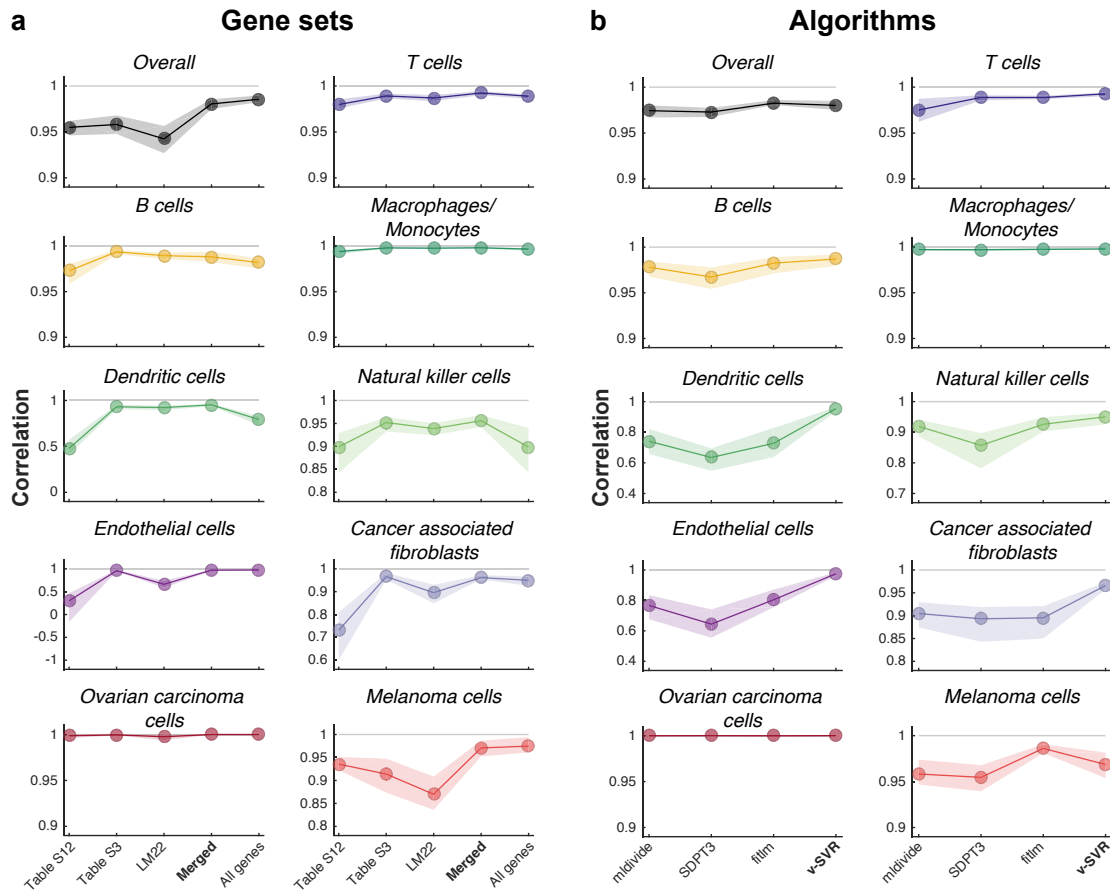 a
Gene sets
b
Algorithms
Overall
1
0.95
0.9
T cells
1
0.95
0.9
Overall
1
0.95
0.9
T cells
1
0.95
0.9
B cells
1
0.95
0.9
Macrophages/
Monocytes
1
0.95
0.9
B cells
1
0.95
0.9
Macrophages/
Monocytes
1
0.95
0.9
Correlation
Dendritic cells
1
0.5
0
Natural killer cells
1
0.95
0.9
0.85
0.8
Correlation
Dendritic cells
1
0.8
0.6
0.4
Natural killer cells
1
0.9
0.8
0.7
Endothelial cells
1
0.5
0
-0.5
-1
Cancer associated
fibroblasts
1
0.9
0.8
0.7
0.6
Endothelial cells
1
0.8
0.6
0.4
Cancer associated
fibroblasts
1
0.95
0.9
0.85
0.8
Ovarian carcinoma
cells
1
0.95
0.9
Melanoma cells
1
0.95
0.9
0.85
0.8
Ovarian carcinoma
cells
1
0.95
0.9
Melanoma cells
1
0.95
0.9
Table S12
Table S3
LM22
Merged
All genes
Table S12
Table S3
LM22
Merged
All genes
mldivide
SDPT3
fitlm
v-SVR
mldivide
SDPT3
fitlm
v-SVR